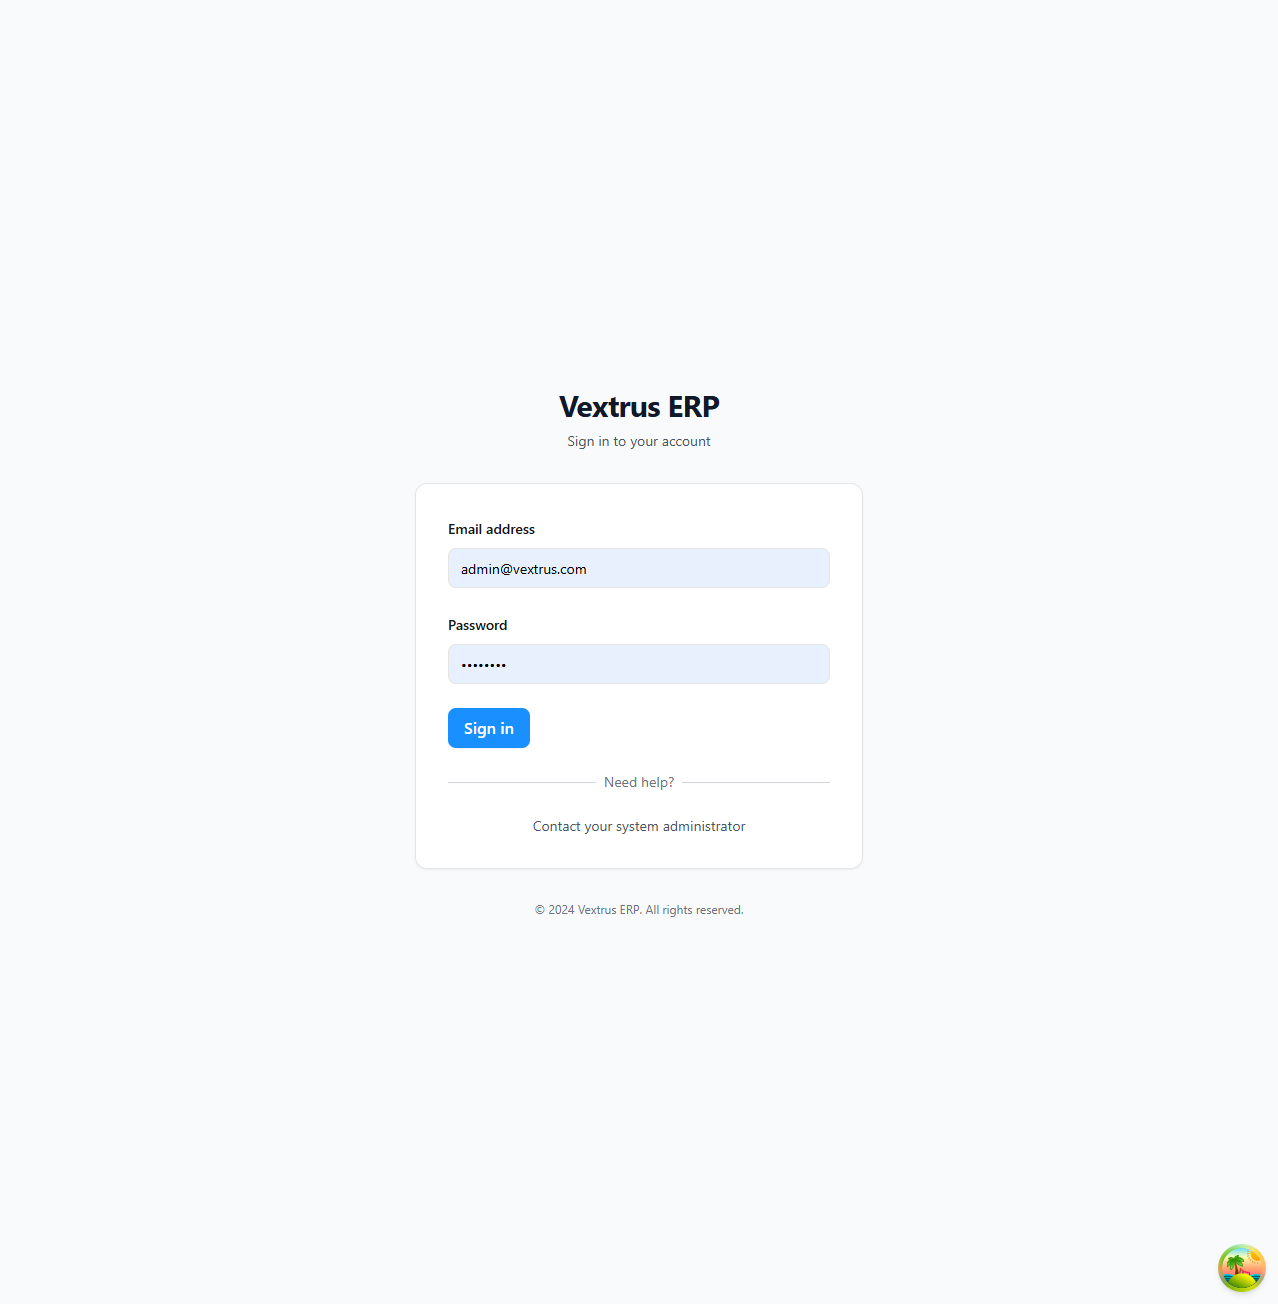 Vextrus ERP
Sign in to your account
Email address
admin@vextrus.com
Password
••••••••
Sign in
Need help?
Contact your system administrator
© 2024 Vextrus ERP. All rights reserved.